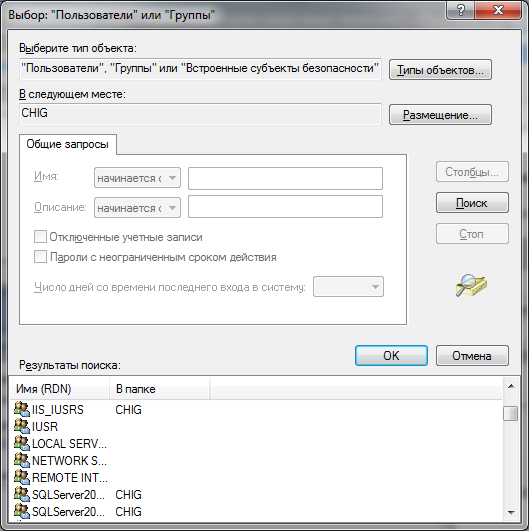 Выбор: "Пользователи" или "Группы"
Выберите тип объекта:
"Пользователи", "Группы" или "Встроенные субъекты безопасности"
Типы объектов...
В следующем месте:
CHIG
Размещение...
Общие запросы
Имя:
начинается с
Столбцы...
Описание:
начинается с
Поиск
Отключенные учетные записи
Стоп
Пароли с неограниченным сроком действия
Число дней со времени последнего входа в систему:
OK
Отмена
Результаты поиска:
Имя (RDN) В папке
IIS_IUSRS CHIG
IUSR
LOCAL SERV...
NETWORK S...
REMOTE INT...
SQLServer20... CHIG
SQLServer20... CHIG